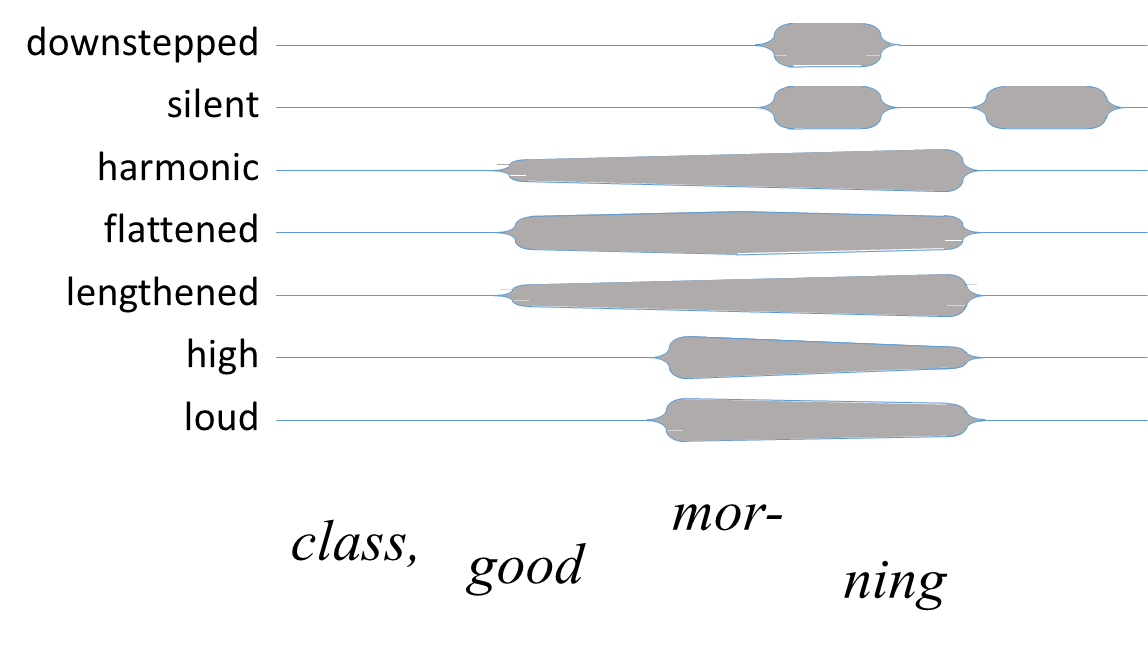 downstepped
silent
harmonic
flattened
lengthened
high
loud
class, good mor- ning